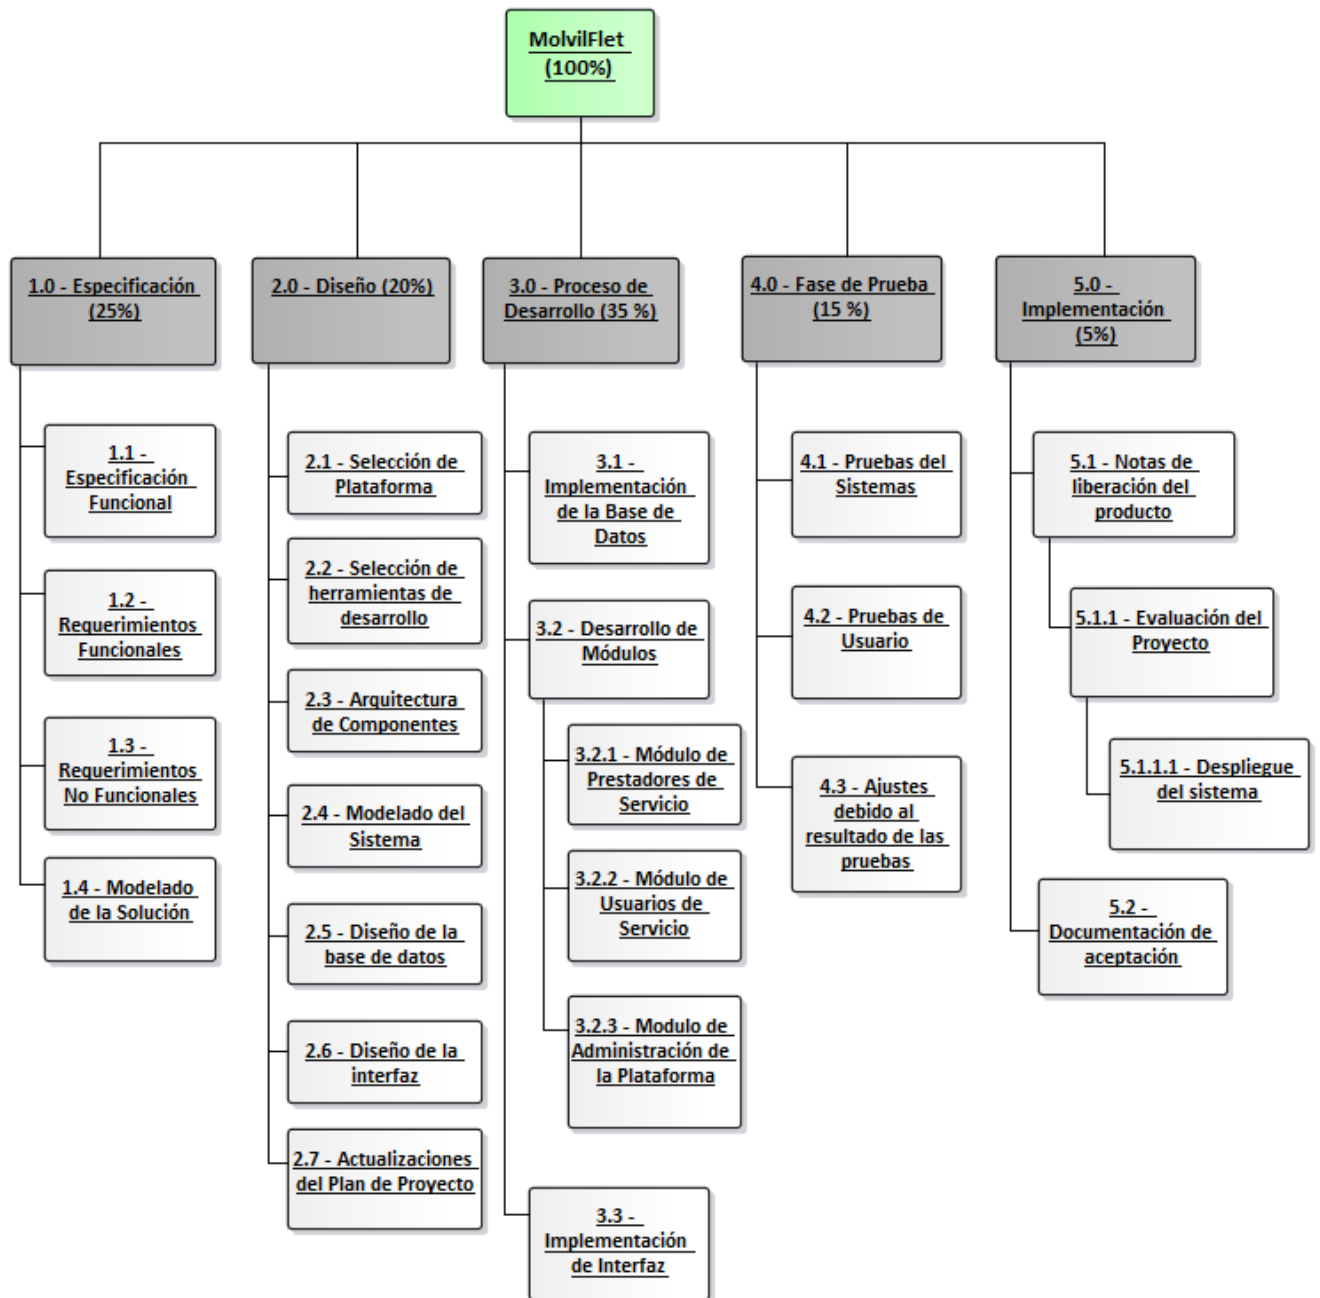 MolvilFlet
(100%)
1.0 - Especificación
(25%)
1.1 -
Especificación
Funcional
1.2 -
Requerimientos
Funcionales
1.3 -
Requerimientos
No Funcionales
1.4 - Modelado
de la Solución
2.0 - Diseño (20%)
2.1 - Selección de
Plataforma
2.2 - Selección de
herramientas de
desarrollo
2.3 - Arquitectura
de Componentes
2.4 - Modelado del
Sistema
2.5 - Diseño de la
base de datos
2.6 - Diseño de la
interfaz
2.7 - Actualizaciones
del Plan de Proyecto
3.0 - Proceso de
Desarrollo (35 %)
3.1 -
Implementación
de la Base de
Datos
3.2 - Desarrollo de
Módulos
3.2.1 - Módulo de
Prestadores de
Servicio
3.2.2 - Módulo de
Usuarios de
Servicio
3.2.3 - Modulo de
Administración de
la Plataforma
3.3 -
Implementación
de Interfaz
4.0 - Fase de Prueba
(15 %)
4.1 - Pruebas del
Sistemas
4.2 - Pruebas de
Usuario
4.3 - Ajustes
debido al
resultado de las
pruebas
5.0 -
Implementación
(5%)
5.1 - Notas de
liberación del
producto
5.1.1 - Evaluación del
Proyecto
5.1.1.1 - Despliegue
del sistema
5.2 -
Documentación de
aceptación